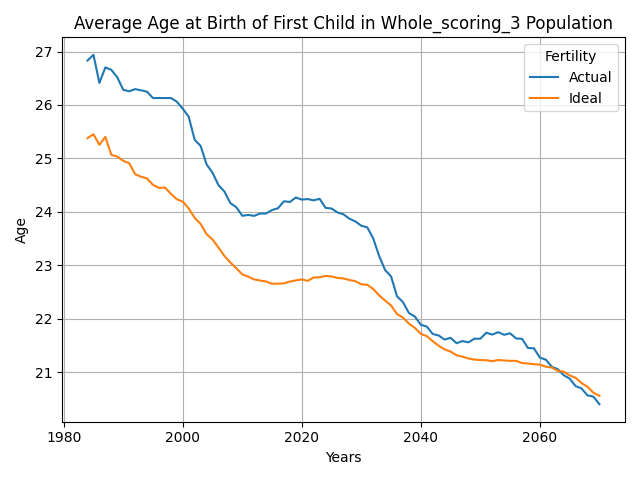 Average Age at Birth of First Child in Whole_scoring_3 Population
Fertility
Actual
Ideal
27
26
25
24
23
22
21
Age
1980
2000
2020
2040
2060
Years